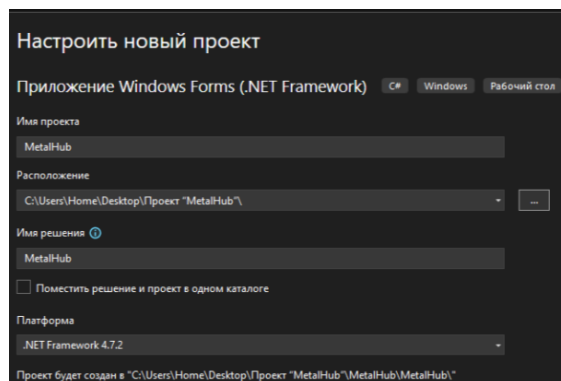 Настроить новый проект
Приложение Windows Forms (.NET Framework) C# Windows Рабочий стол
Имя проекта
MetalHub
Расположение
C:\Users\Home\Desktop\Проект "MetalHub"\
...
Имя решения
MetalHub
Поместить решение и проект в одном каталоге
Платформа
.NET Framework 4.7.2
Проект будет создан в "C:\Users\Home\Desktop\Проект "MetalHub"\MetalHub\MetalHub\"